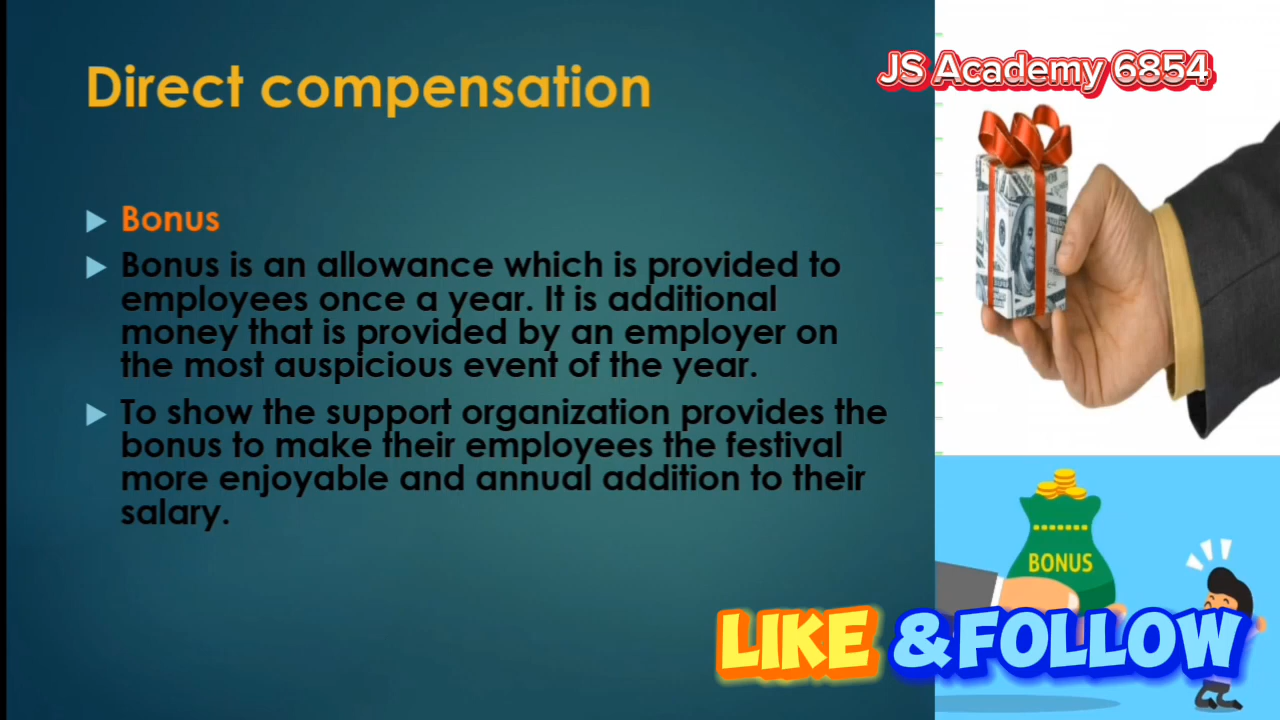 Direct compensation
JS Academy 6854
Bonus
Bonus is an allowance which is provided to
employees once a year. It is additional
money that is provided by an employer on
the most auspicious event of the year.
To show the support organization provides the
bonus to make their employees the festival
more enjoyable and annual addition to their
salary.
BONUS
LIKE &FOLLOW